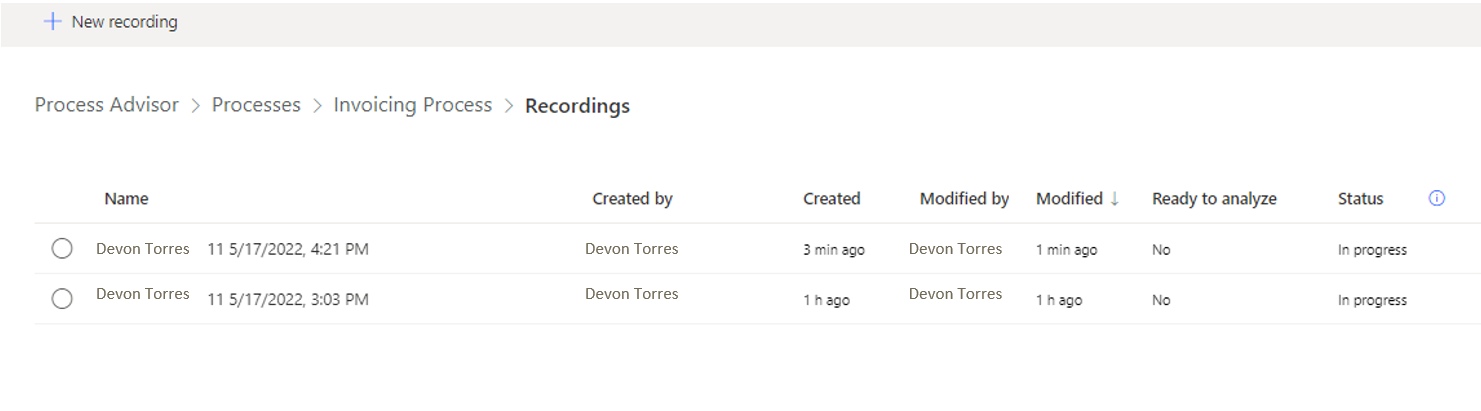 New recording
Process Advisor > Processes > Invoicing Process > Recordings
Name Created by Created Modified by Modified ↓ Ready to analyze Status
Devon Torres 11 5/17/2022, 4:21 PM Devon Torres 3 min ago Devon Torres 1 min ago No In progress
Devon Torres 11 5/17/2022, 3:03 PM Devon Torres 1 h ago Devon Torres 1 h ago No In progress